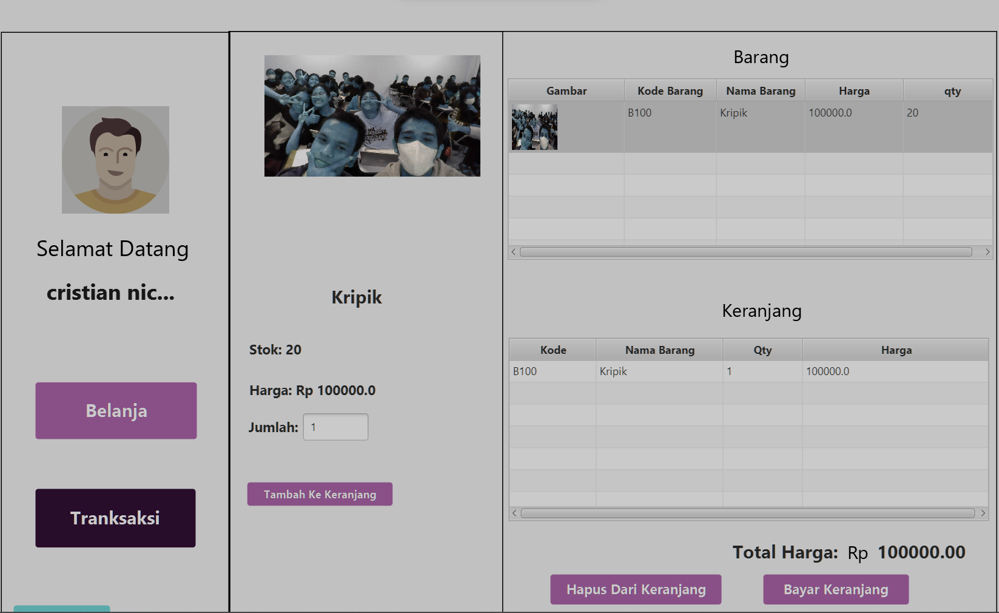 Selamat Datang
cristian nic...
Belanja
Tranksaksi
Kripik
Stok: 20
Harga: Rp 100000.0
Jumlah: 1
Tambah Ke Keranjang
Barang
Gambar Kode Barang Nama Barang Harga qty
B100 Kripik 100000.0 20
Keranjang
Kode Nama Barang Qty Harga
B100 Kripik 1 100000.0
Total Harga: Rp 100000.00
Hapus Dari Keranjang Bayar Keranjang